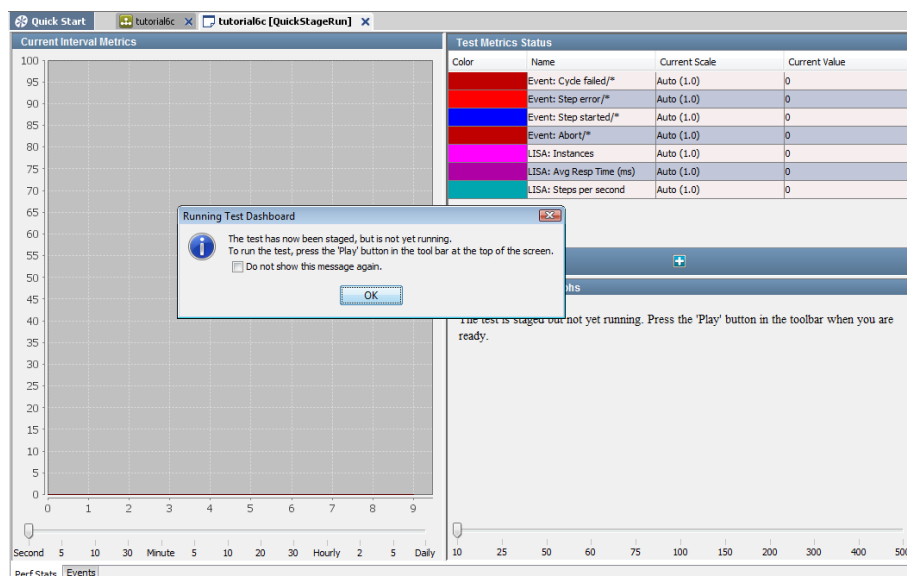 Quick Start
tutorial6c
tutorial6c [QuickStageRun]
Current Interval Metrics
100
95
90
85
80
75
70
65
60
55
50
45
40
35
30
25
20
15
10
5
0
0 1 2 3 4 5 6 7 8 9
Second 5 10 30 Minute 5 10 20 30 Hourly 2 5 Daily
Perf Stats Events
Test Metrics Status
Color Name Current Scale Current Value
Event: Cycle failed/* Auto (1.0) 0
Event: Step error/* Auto (1.0) 0
Event: Step started/* Auto (1.0) 0
Event: Abort/* Auto (1.0) 0
LISA: Instances Auto (1.0) 0
LISA: Avg Resp Time (ms) Auto (1.0) 0
LISA: Steps per second Auto (1.0) 0
Running Test Dashboard
The test has now been staged, but is not yet running.
To run the test, press the 'Play' button in the tool bar at the top of the screen.
Do not show this message again.
OK
The test is staged but not yet running. Press the 'Play' button in the toolbar when you are
ready.
10 25 50 60 75 100 150 200 300 400 500